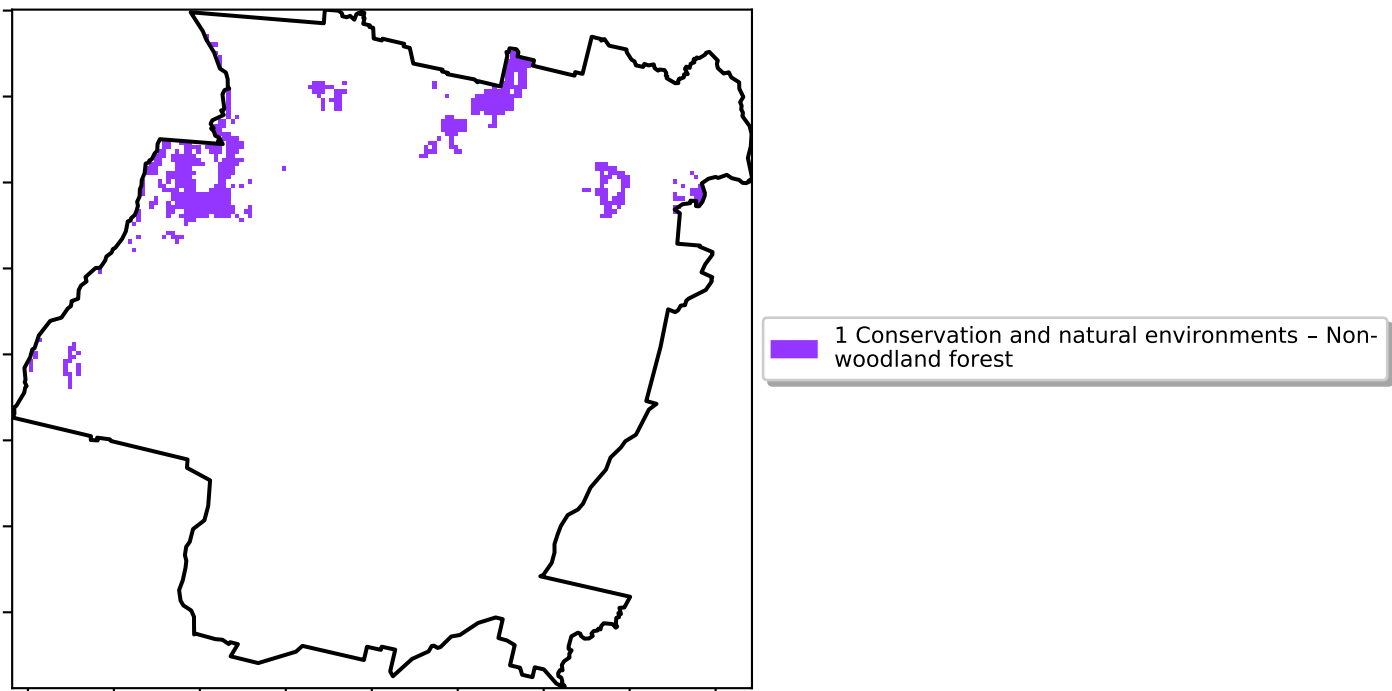 1 Conservation and natural environments – Non-
woodland forest